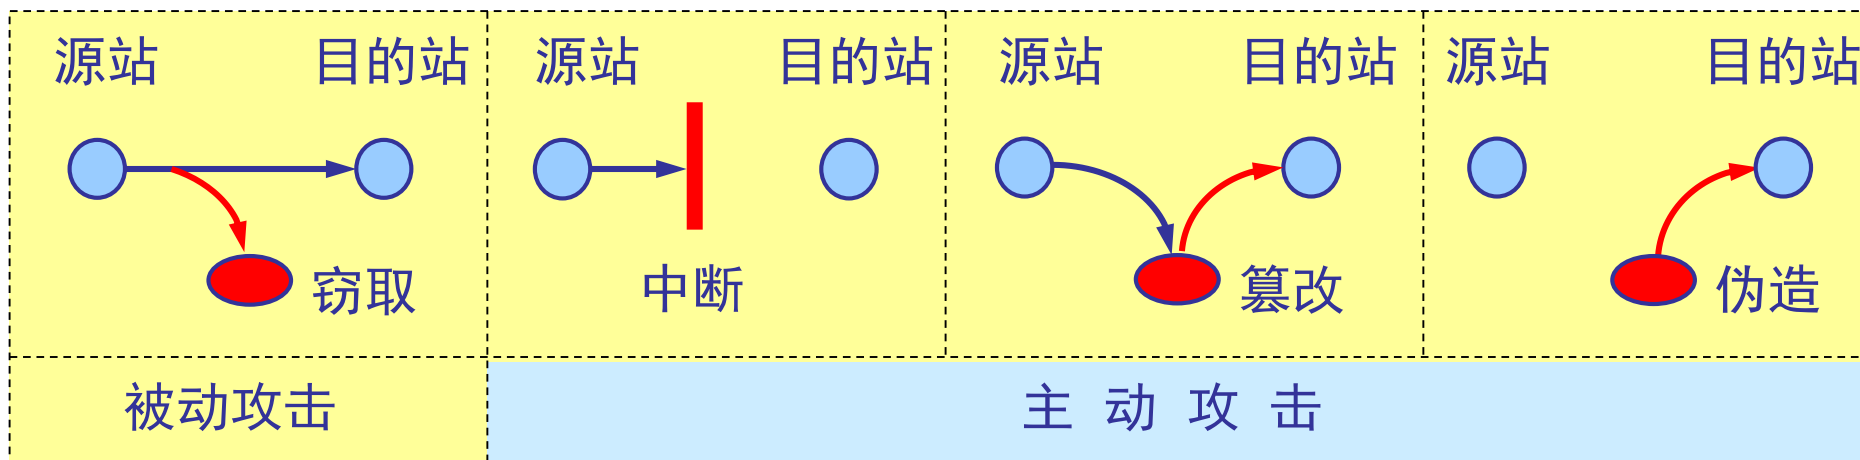 源站 目的站 源站 目的站 源站 目的站 源站 目的站
窃取 中断 篡改 伪造
被动攻击 主动攻击